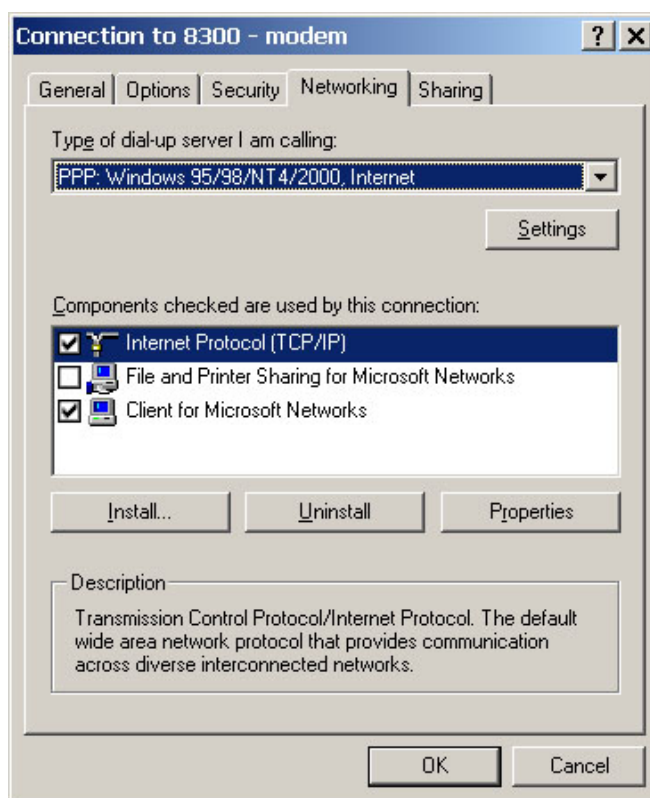 Connection to 8300 - modem
General Options Security Networking Sharing
Type of dial-up server I am calling:
PPP: Windows 95/98/NT4/2000, Internet
Settings
Components checked are used by this connection:
Internet Protocol (TCP/IP)
File and Printer Sharing for Microsoft Networks
Client for Microsoft Networks
Install... Uninstall Properties
Description
Transmission Control Protocol/Internet Protocol. The default
wide area network protocol that provides communication
across diverse interconnected networks.
OK Cancel